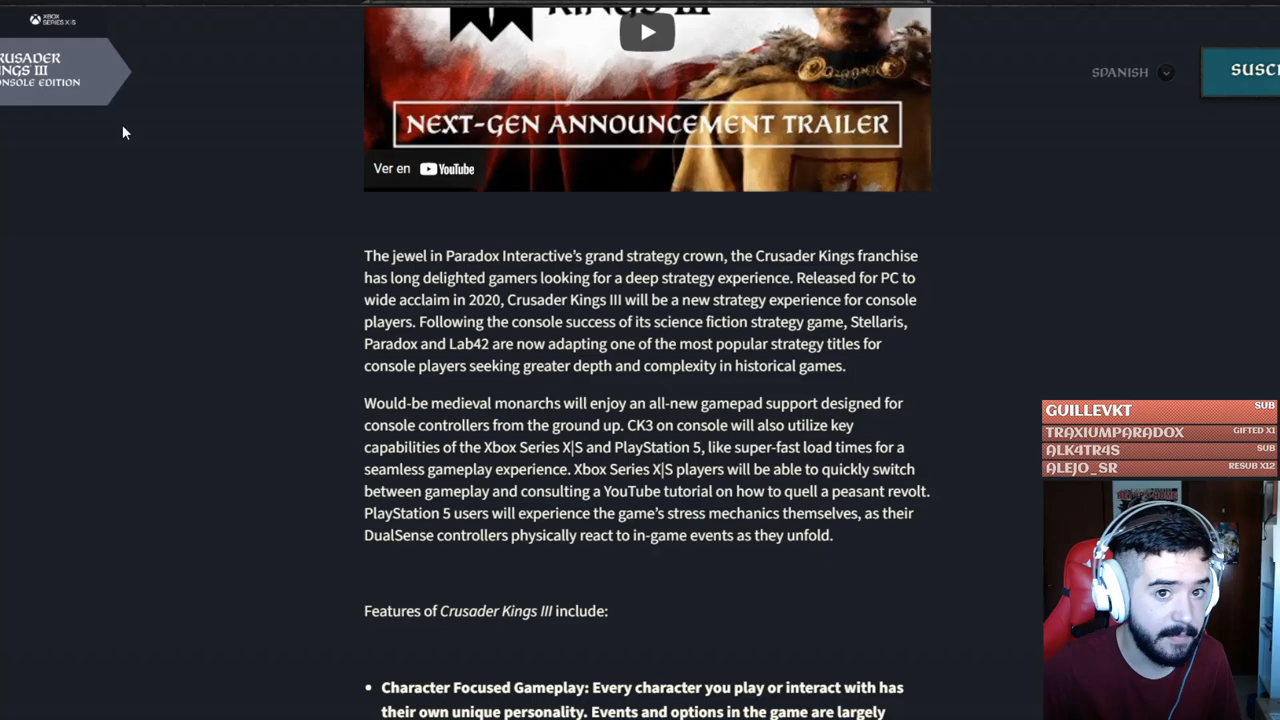 XBOX
SERIES X|S
KINGS III
RUSADER
INGS III
ONSOLE EDITION
SPANISH
SUSC
NEXT-GEN ANNOUNCEMENT TRAILER
Ver en YouTube
The jewel in Paradox Interactive's grand strategy crown, the Crusader Kings franchise
has long delighted gamers looking for a deep strategy experience. Released for PC to
wide acclaim in 2020, Crusader Kings III will be a new strategy experience for console
players. Following the console success of its science fiction strategy game, Stellaris,
Paradox and Lab42 are now adapting one of the most popular strategy titles for
console players seeking greater depth and complexity in historical games.
Would-be medieval monarchs will enjoy an all-new gamepad support designed for
console controllers from the ground up. CK3 on console will also utilize key
capabilities of the Xbox Series X|S and PlayStation 5, like super-fast load times for a
seamless gameplay experience. Xbox Series X|S players will be able to quickly switch
between gameplay and consulting a YouTube tutorial on how to quell a peasant revolt.
PlayStation 5 users will experience the game's stress mechanics themselves, as their
DualSense controllers physically react to in-game events as they unfold.
GUILLEVKT SUB
TRAXIUMPARADOX GIFTED X1
ALK4TR4S SUB
ALEJO_SR RESUB X12
Features of Crusader Kings III include:
• Character Focused Gameplay: Every character you play or interact with has
their own unique personality. Events and options in the game are largely